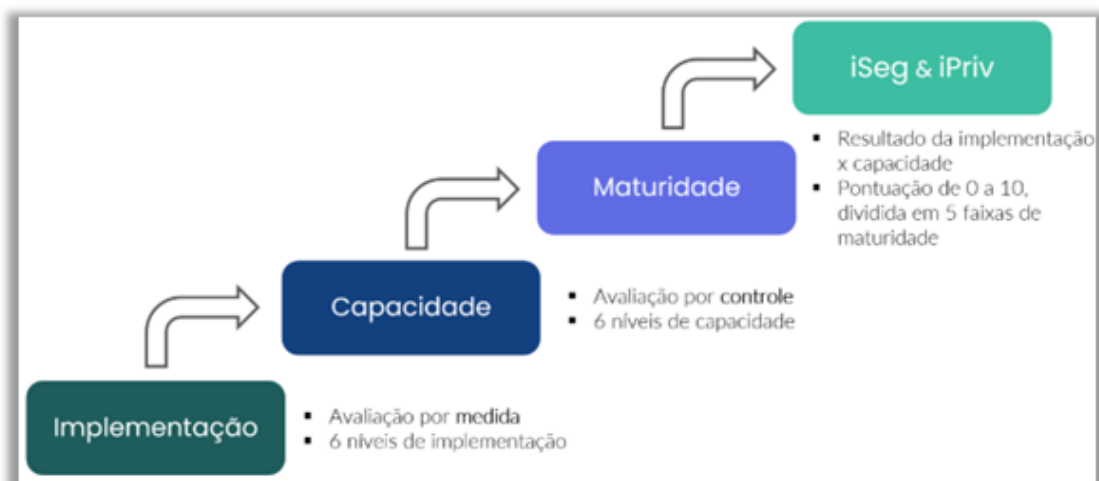 iSeg & iPriv
▪ Resultado da implementação
x capacidade
▪ Pontuação de 0 a 10,
dividida em 5 faixas de
maturidade
Maturidade
Capacidade
▪ Avaliação por controle
▪ 6 níveis de capacidade
Implementação
▪ Avaliação por medida
▪ 6 níveis de implementação